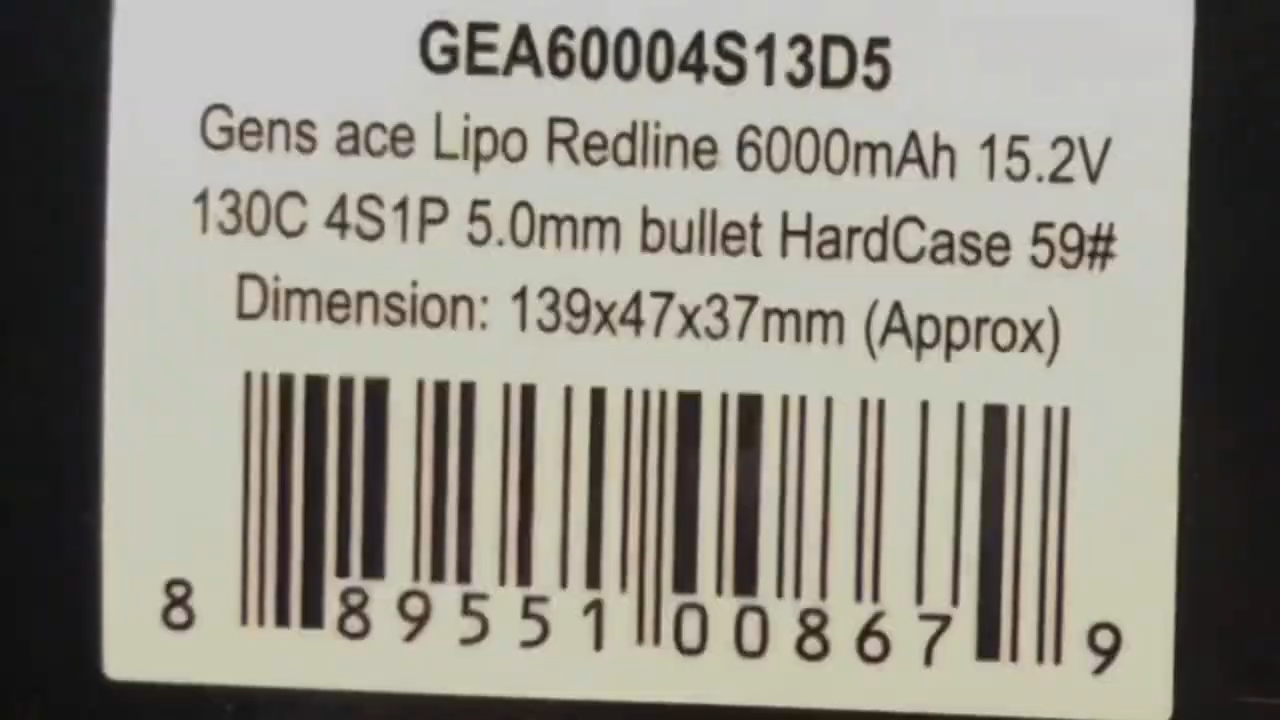 GEA60004S13D5
Gens ace Lipo Redline 6000mAh 15.2V
130C 4S1P 5.0mm bullet HardCase 59#
Dimension: 139x47x37mm (Approx)
8 89551 00867 9